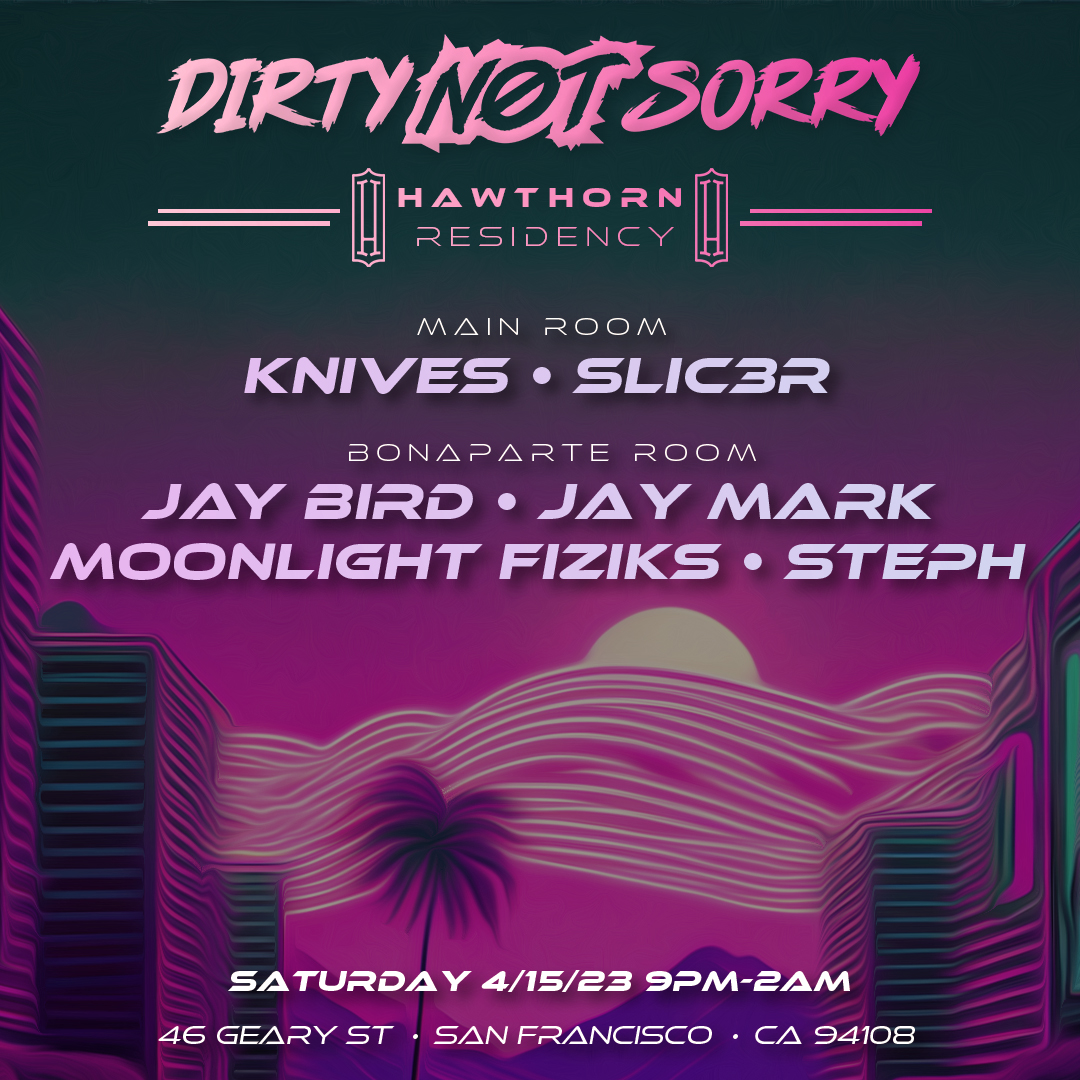 DIRTY NOT SORRY
HAWTHORN
RESIDENCY
MAIN ROOM
KNIVES • SLIC3R
BONAPARTE ROOM
JAY BIRD • JAY MARK
MOONLIGHT FIZIKS • STEPH
SATURDAY 4/15/23 9PM-2AM
46 GEARY ST • SAN FRANCISCO • CA 94108